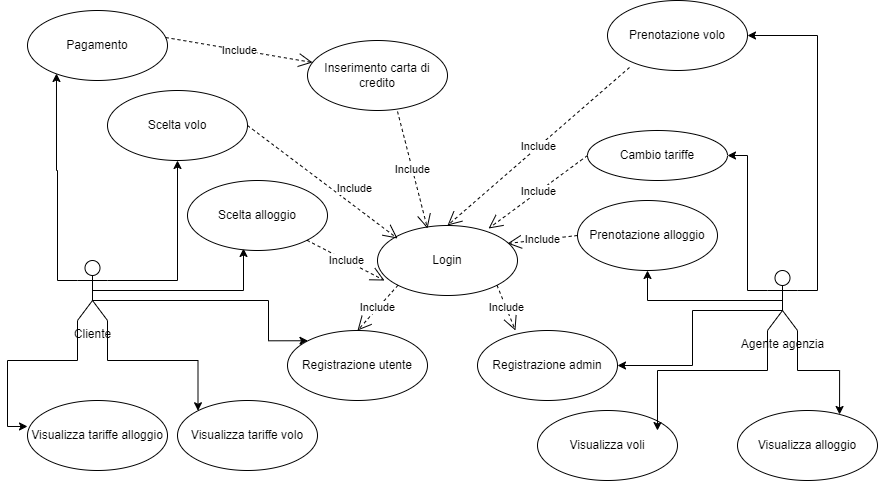 Pagamento
Include
Inserimento carta di
credito
Prenotazione volo
Scelta volo
Include
Include
Cambio tariffe
Include
Include
Scelta alloggio
Include
Prenotazione alloggio
Include
Login
Include
Include
Cliente
Agente agenzia
Registrazione utente
Registrazione admin
Visualizza tariffe alloggio
Visualizza tariffe volo
Visualizza voli
Visualizza alloggio